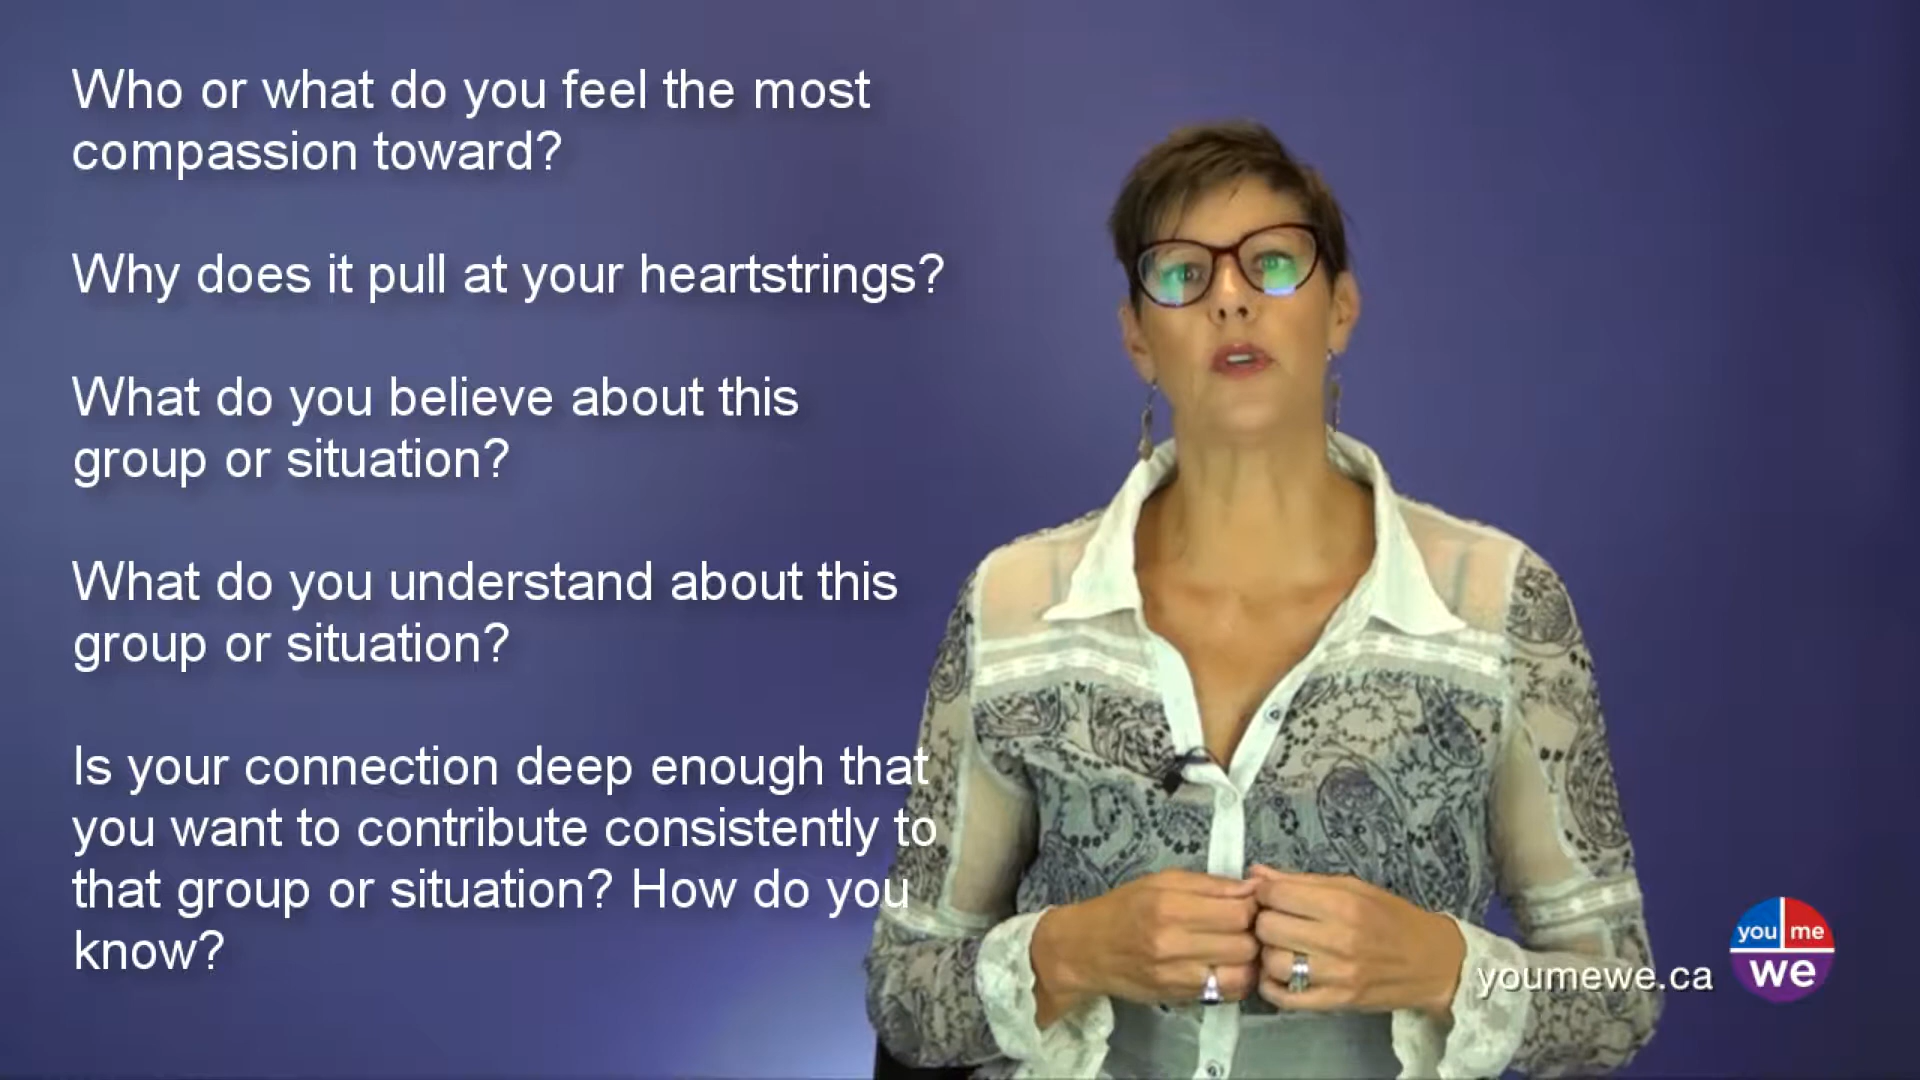 Who or what do you feel the most
compassion toward?
Why does it pull at your heartstrings?
What do you believe about this
group or situation?
What do you understand about this
group or situation?
Is your connection deep enough that
you want to contribute consistently to
that group or situation? How do you
know?
youmewe.ca
you me
we